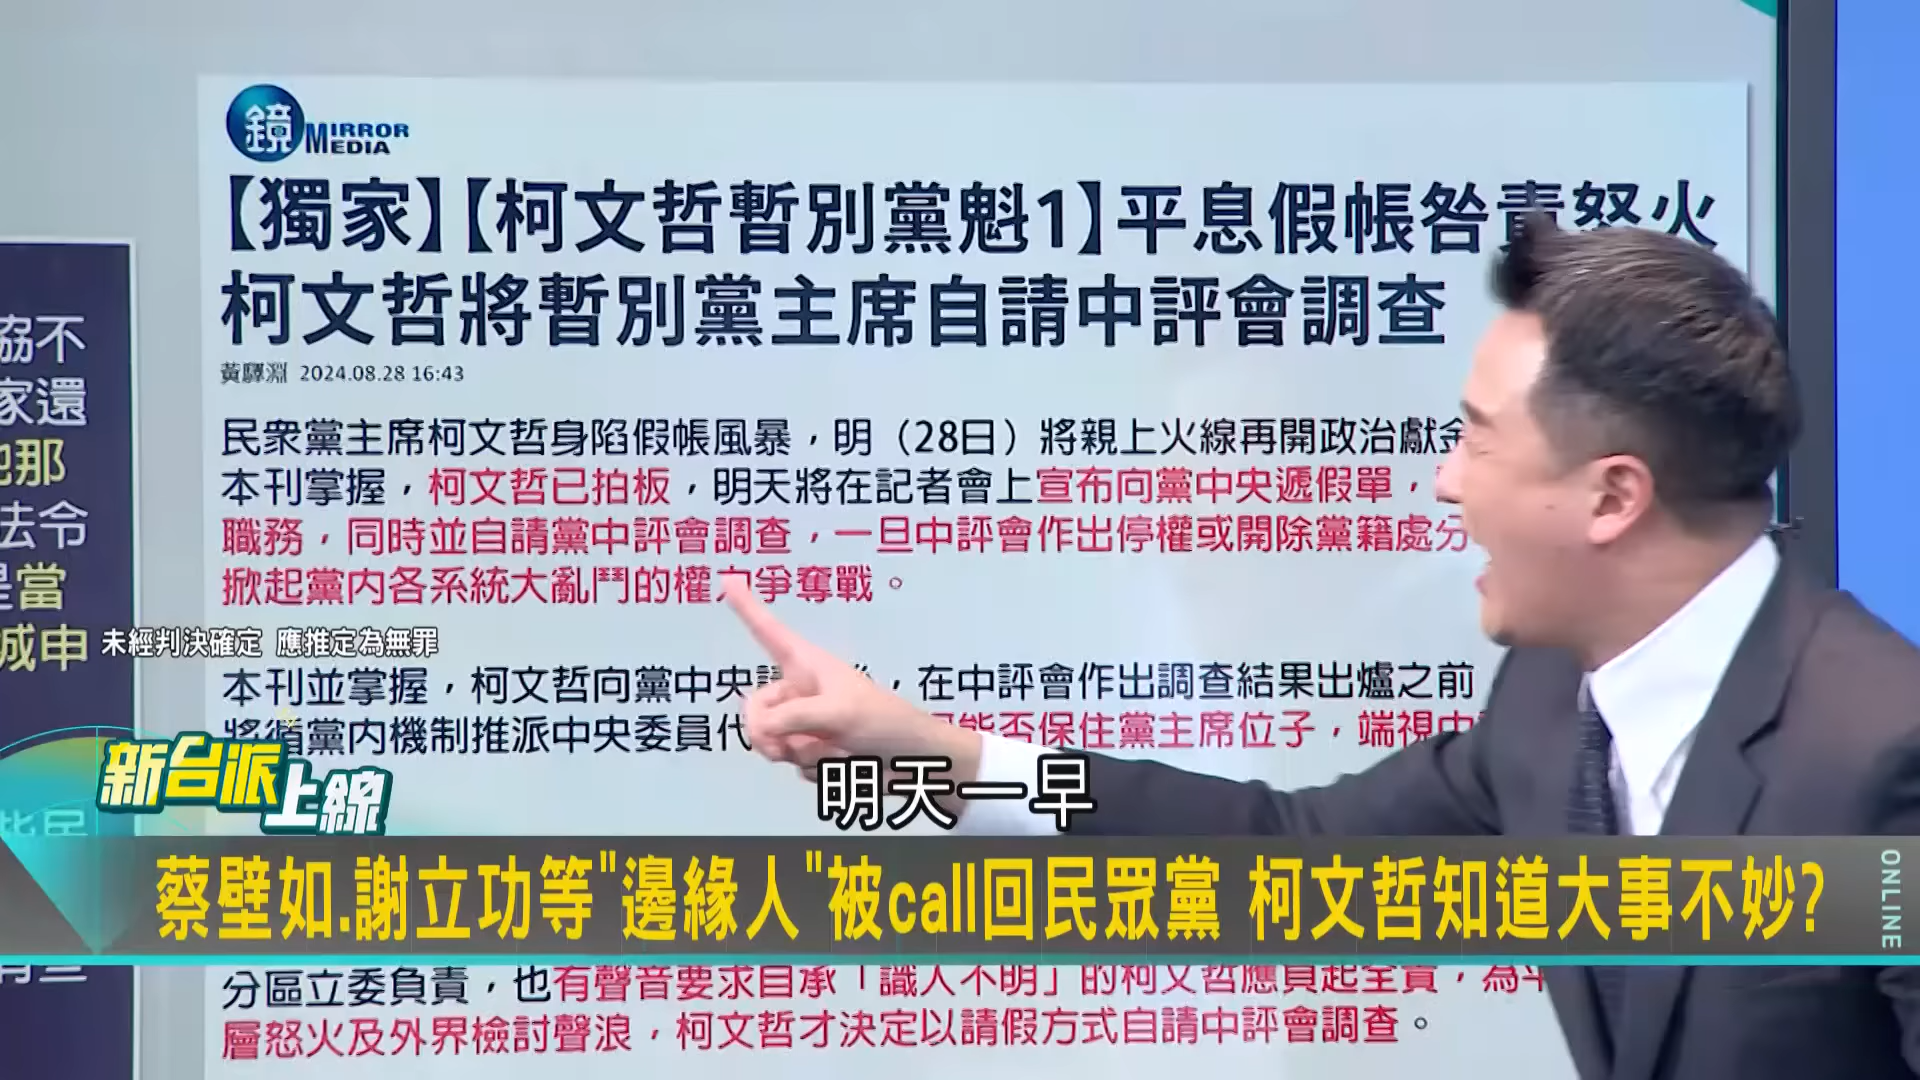 鏡 MIRROR MEDIA
【獨家】【柯文哲暫別黨魁1】平息假帳咎責怒火
柯文哲將暫別黨主席自請中評會調查
黃驛淵 2024.08.28 16:43
民眾黨主席柯文哲身陷假帳風暴，明（28日）將親上火線再開政治獻金
本刊掌握，柯文哲已拍板，明天將在記者會上宣布向黨中央遞假單，
職務，同時並自請黨中評會調查，一旦中評會作出停權或開除黨籍處分
掀起黨內各系統大亂鬥的權力爭奪戰。
本刊並掌握，柯文哲向黨中央請 ，在中評會作出調查結果出爐之前
將循黨內機制推派中央委員代 能否保住黨主席位子，端視中
分區立委負責，也有聲音要求自承「識人不明」的柯文哲應負起全責，為平
層怒火及外界檢討聲浪，柯文哲才決定以請假方式自請中評會調查。
協不
家還
他那
法令
是當
城申
未經判決確定 應推定為無罪
新台派上線
明天一早
蔡壁如.謝立功等"邊緣人"被call回民眾黨 柯文哲知道大事不妙?
ONLINE